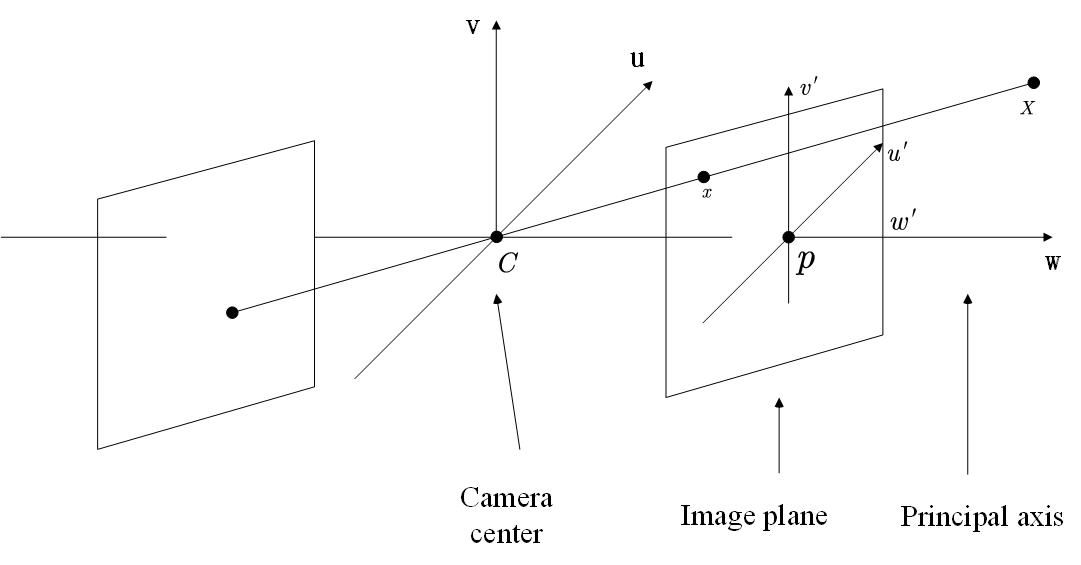 v
u
v′
X
u′
x
w′
C
p
w
Camera
center
Image plane
Principal axis